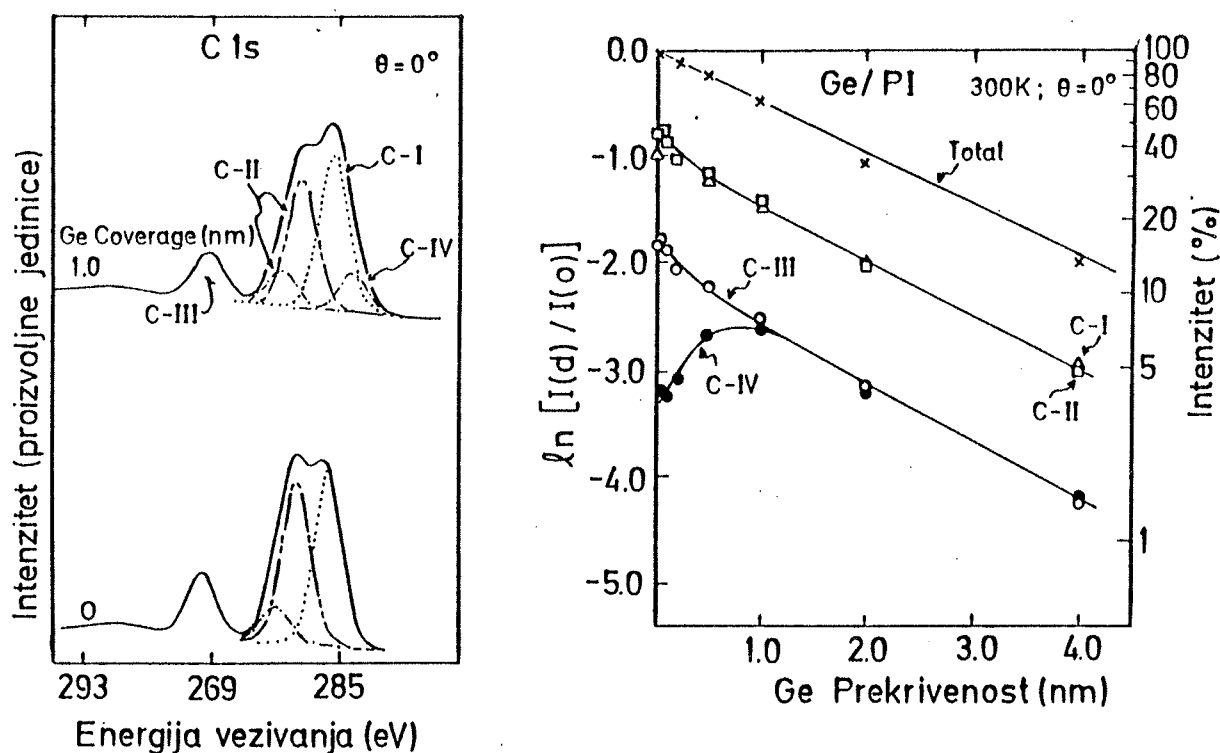 C 1s
θ = 0°
C-II
C-I
Ge Coverage (nm)
1.0
C-III
C-IV
0
293
269
285
Intenzitet (proizvoljne jedinice)
Energija vezivanja (eV)
Ge/PI
300K ; θ = 0°
Total
C-III
C-IV
C-I
C-II
0.0
-1.0
-2.0
-3.0
-4.0
-5.0
ln [I(d) / I(o)]
1.0
2.0
3.0
4.0
Ge Prekrivenost (nm)
100
80
60
40
20
10
5
1
Intenzitet (%)